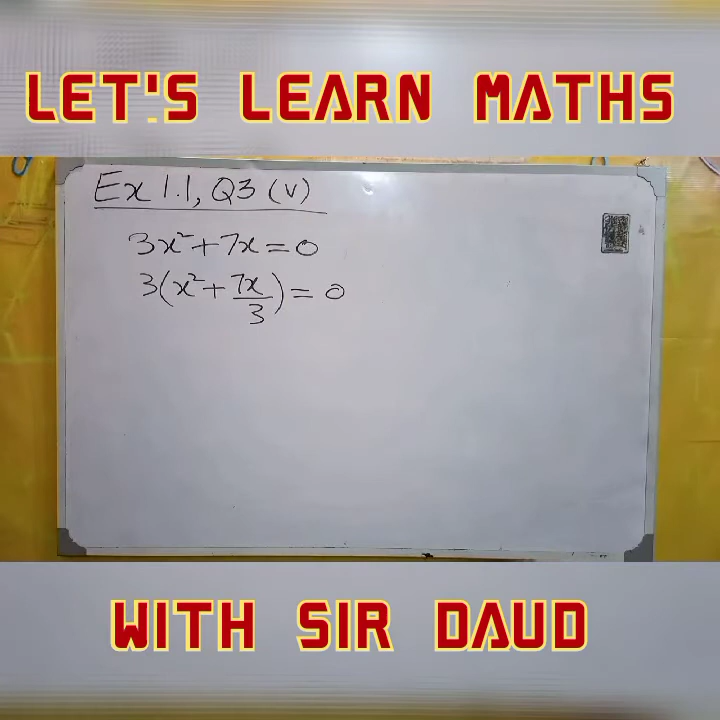 LET'S LEARN MATHS
Ex 1.1, Q3 (v)
3x²+7x=0
3(x²+7x/3)=0
WITH SIR DAUD